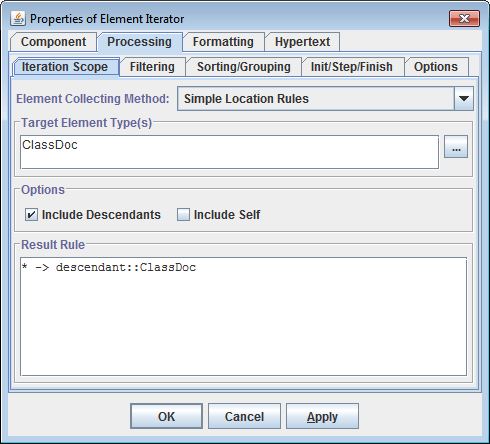 Properties of Element Iterator
Component Processing Formatting Hypertext
Iteration Scope Filtering Sorting/Grouping Init/Step/Finish Options
Element Collecting Method: Simple Location Rules
Target Element Type(s)
ClassDoc
...
Options
Include Descendants Include Self
Result Rule
* -> descendant::ClassDoc
OK Cancel Apply